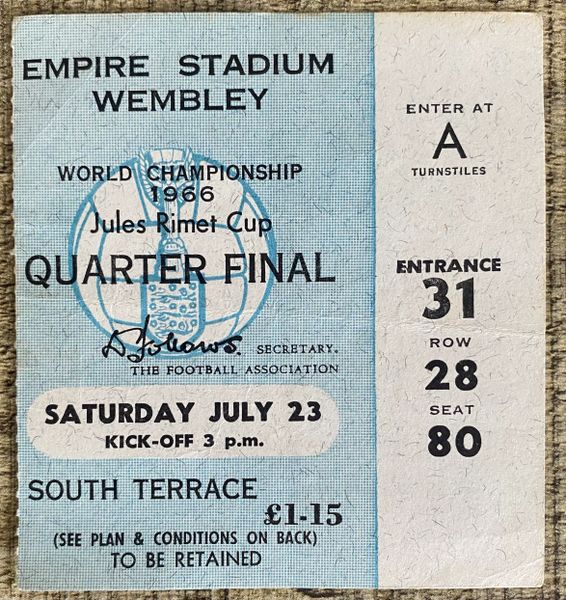 EMPIRE STADIUM
WEMBLEY
WORLD CHAMPIONSHIP
1966
Jules Rimet Cup
QUARTER FINAL
D Follows. SECRETARY.
THE FOOTBALL ASSOCIATION
SATURDAY JULY 23
KICK-OFF 3 p.m.
SOUTH TERRACE
£1-15
(SEE PLAN & CONDITIONS ON BACK)
TO BE RETAINED
ENTER AT
A
TURNSTILES
ENTRANCE
31
ROW
28
SEAT
80